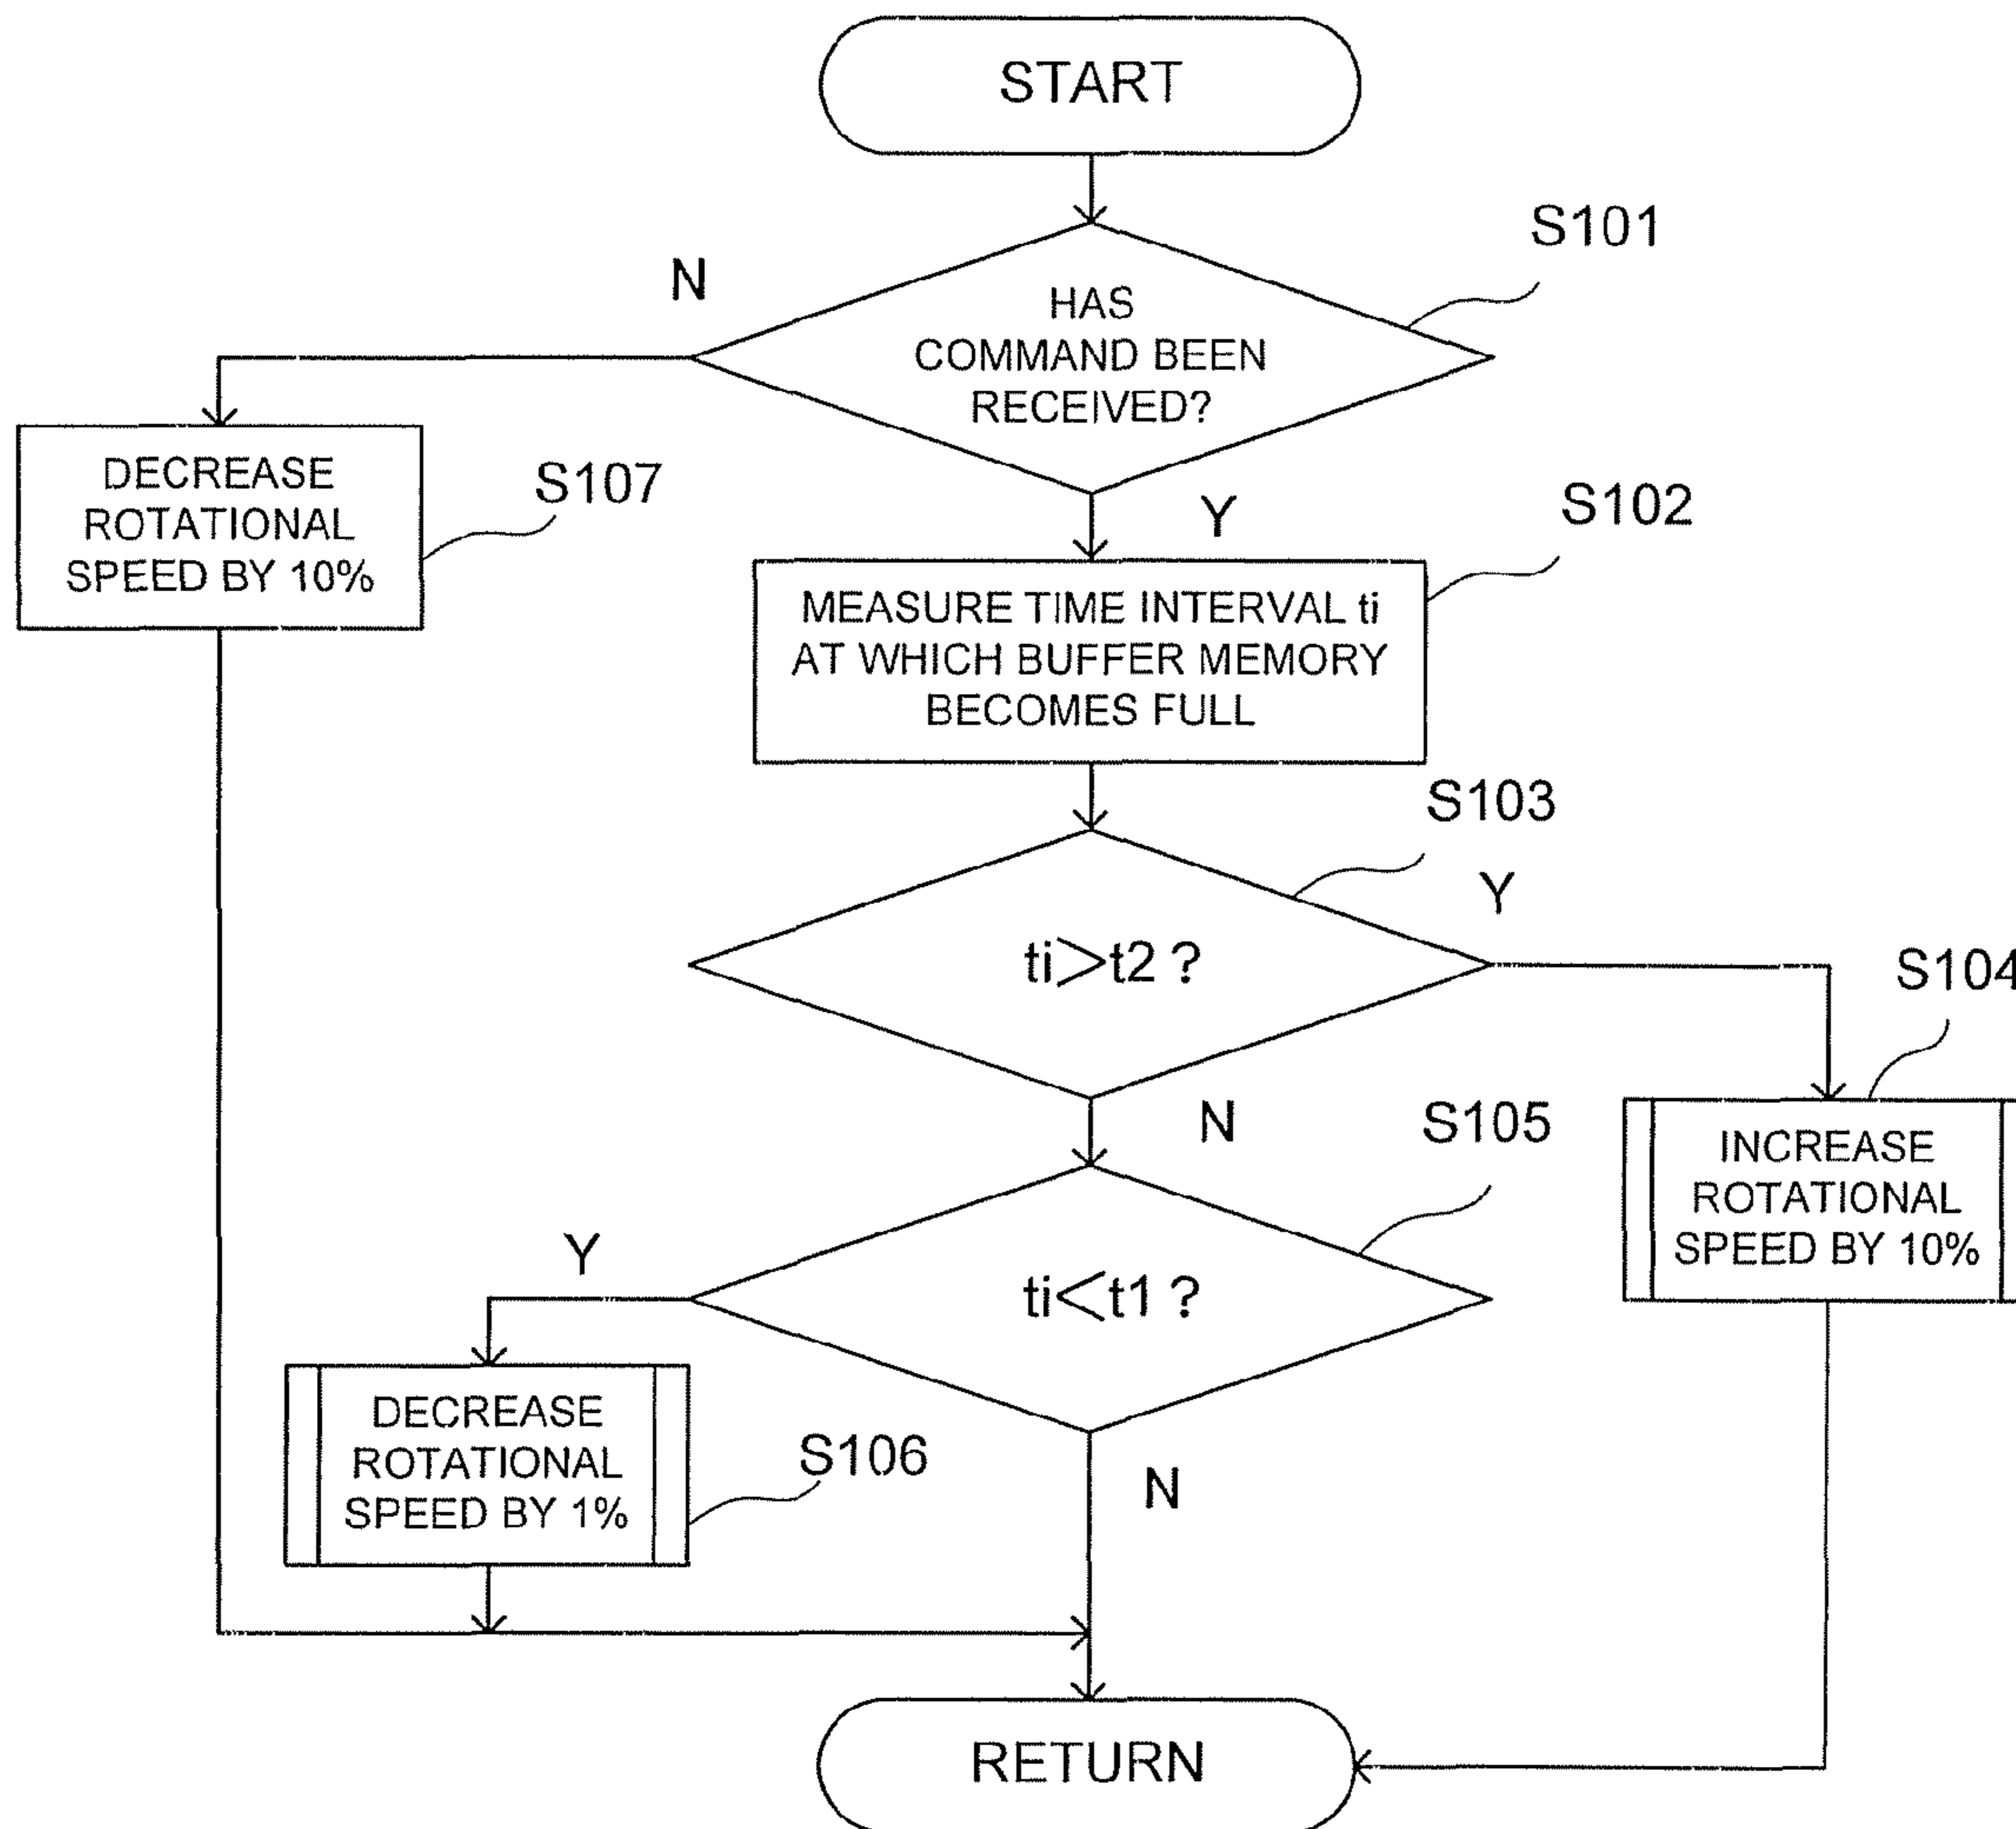 START
S101
N
HAS
COMMAND BEEN
RECEIVED?
DECREASE
ROTATIONAL
SPEED BY 10%
S107
Y
S102
MEASURE TIME INTERVAL ti
AT WHICH BUFFER MEMORY
BECOMES FULL
S103
Y
ti>t2 ?
S104
N
S105
INCREASE
ROTATIONAL
SPEED BY 10%
Y
ti<t1 ?
DECREASE
ROTATIONAL
SPEED BY 1%
S106
N
RETURN